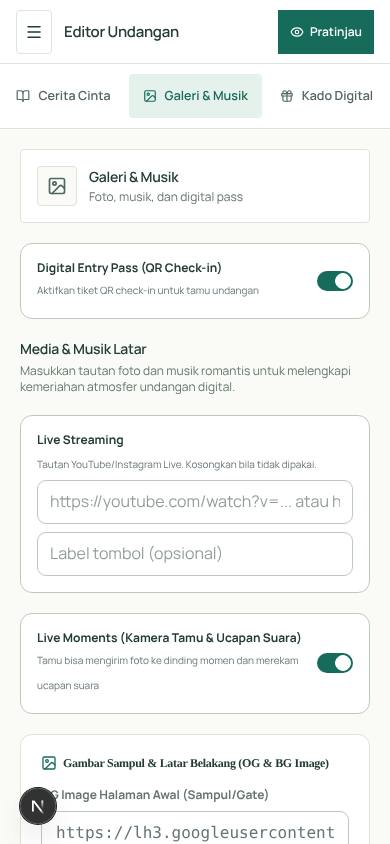 Editor Undangan
Pratinjau
Cerita Cinta
Galeri & Musik
Kado Digital
Galeri & Musik
Foto, musik, dan digital pass
Digital Entry Pass (QR Check-in)
Aktifkan tiket QR check-in untuk tamu undangan
Media & Musik Latar
Masukkan tautan foto dan musik romantis untuk melengkapi
kemeriahan atmosfer undangan digital.
Live Streaming
Tautan YouTube/Instagram Live. Kosongkan bila tidak dipakai.
https://youtube.com/watch?v=... atau h
Label tombol (opsional)
Live Moments (Kamera Tamu & Ucapan Suara)
Tamu bisa mengirim foto ke dinding momen dan merekam
ucapan suara
Gambar Sampul & Latar Belakang (OG & BG Image)
G Image Halaman Awal (Sampul/Gate)
N
https://lh3.googleusercontent